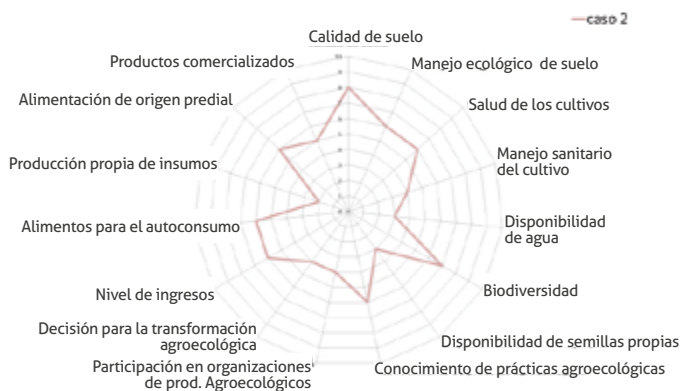 caso 2
Calidad de suelo
Manejo ecológico de suelo
Salud de los cultivos
Manejo sanitario
del cultivo
Disponibilidad
de agua
Biodiversidad
Disponibilidad de semillas propias
Conocimiento de prácticas agroecológicas
Participación en organizaciones
de prod. Agroecológicos
Decisión para la transformación
agroecológica
Nivel de ingresos
Alimentos para el autoconsumo
Producción propia de insumos
Alimentación de origen predial
Productos comercializados